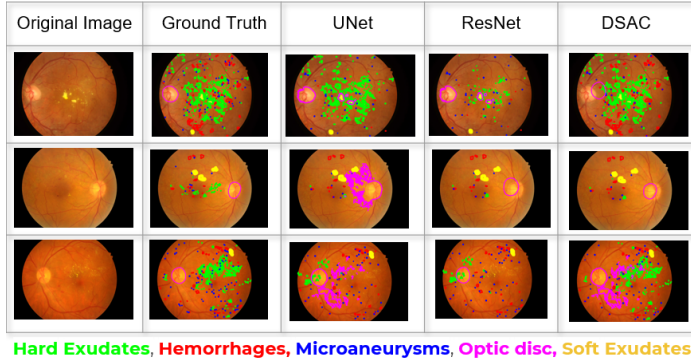 Original Image Ground Truth UNet ResNet DSAC
Hard Exudates, Hemorrhages, Microaneurysms, Optic disc, Soft Exudates